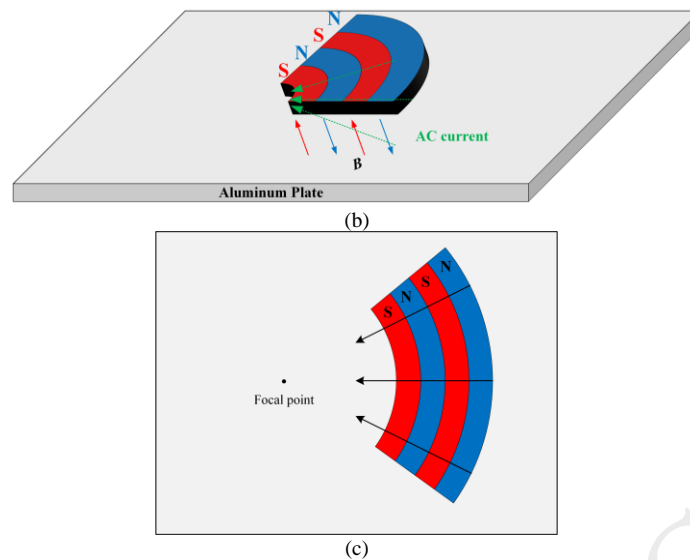 N
S
N
S
AC current
B
Aluminum Plate
(b)
N
S
N
S
Focal point
(c)